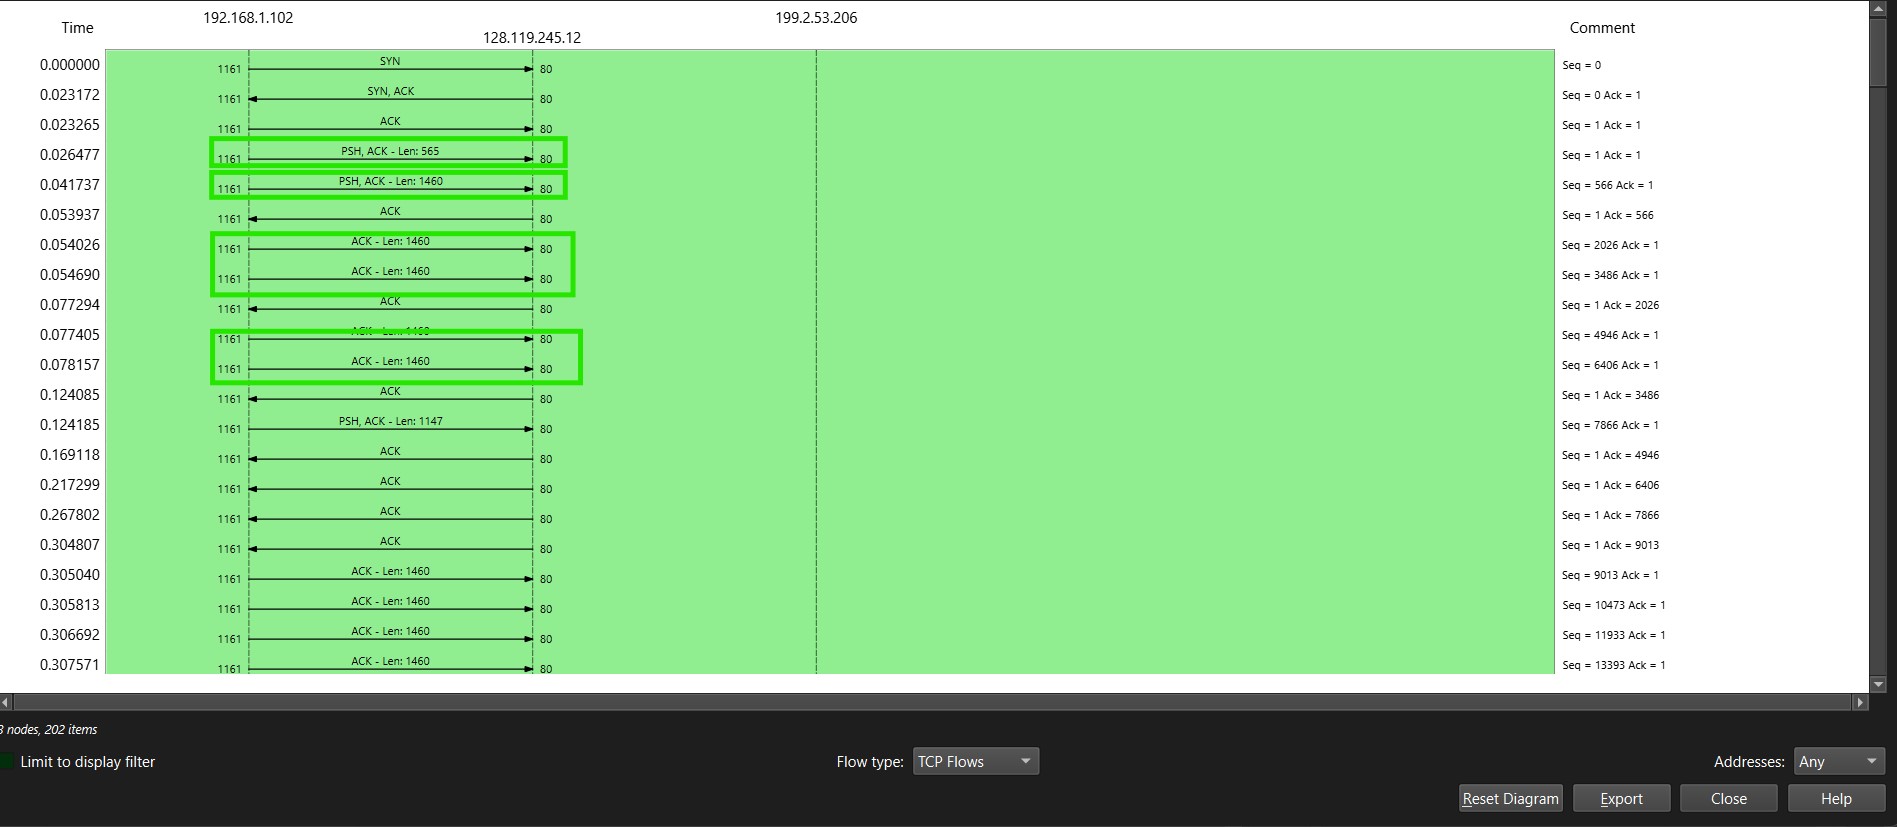 192.168.1.102 199.2.53.206
Time Comment
128.119.245.12
0.000000 1161 SYN 80 Seq = 0
0.023172 1161 SYN, ACK 80 Seq = 0 Ack = 1
0.023265 1161 ACK 80 Seq = 1 Ack = 1
0.026477 1161 PSH, ACK - Len: 565 80 Seq = 1 Ack = 1
0.041737 1161 PSH, ACK - Len: 1460 80 Seq = 566 Ack = 1
0.053937 1161 ACK 80 Seq = 1 Ack = 566
0.054026 1161 ACK - Len: 1460 80 Seq = 2026 Ack = 1
0.054690 1161 ACK - Len: 1460 80 Seq = 3486 Ack = 1
0.077294 1161 ACK 80 Seq = 1 Ack = 2026
0.077405 1161 ACK - Len: 1460 80 Seq = 4946 Ack = 1
0.078157 1161 ACK - Len: 1460 80 Seq = 6406 Ack = 1
0.124085 1161 ACK 80 Seq = 1 Ack = 3486
0.124185 1161 PSH, ACK - Len: 1147 80 Seq = 7866 Ack = 1
0.169118 1161 ACK 80 Seq = 1 Ack = 4946
0.217299 1161 ACK 80 Seq = 1 Ack = 6406
0.267802 1161 ACK 80 Seq = 1 Ack = 7866
0.304807 1161 ACK 80 Seq = 1 Ack = 9013
0.305040 1161 ACK - Len: 1460 80 Seq = 9013 Ack = 1
0.305813 1161 ACK - Len: 1460 80 Seq = 10473 Ack = 1
0.306692 1161 ACK - Len: 1460 80 Seq = 11933 Ack = 1
0.307571 1161 ACK - Len: 1460 80 Seq = 13393 Ack = 1
3 nodes, 202 items
Limit to display filter Flow type: TCP Flows Addresses: Any
Reset Diagram Export Close Help